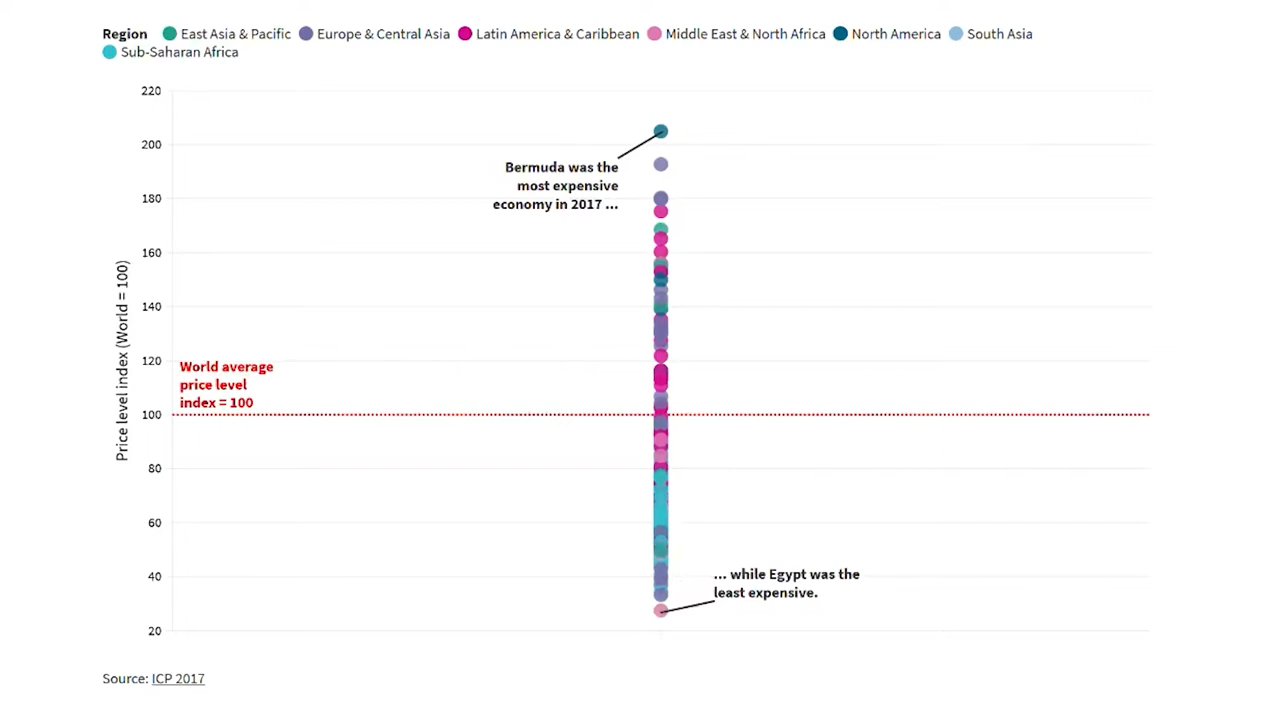 Region East Asia & Pacific Europe & Central Asia Latin America & Caribbean Middle East & North Africa North America South Asia
Sub-Saharan Africa
220
200
Bermuda was the
most expensive
economy in 2017 ...
180
160
140
120
World average
price level
index = 100
100
80
60
40
20
Price level index (World = 100)
... while Egypt was the
least expensive.
Source: ICP 2017